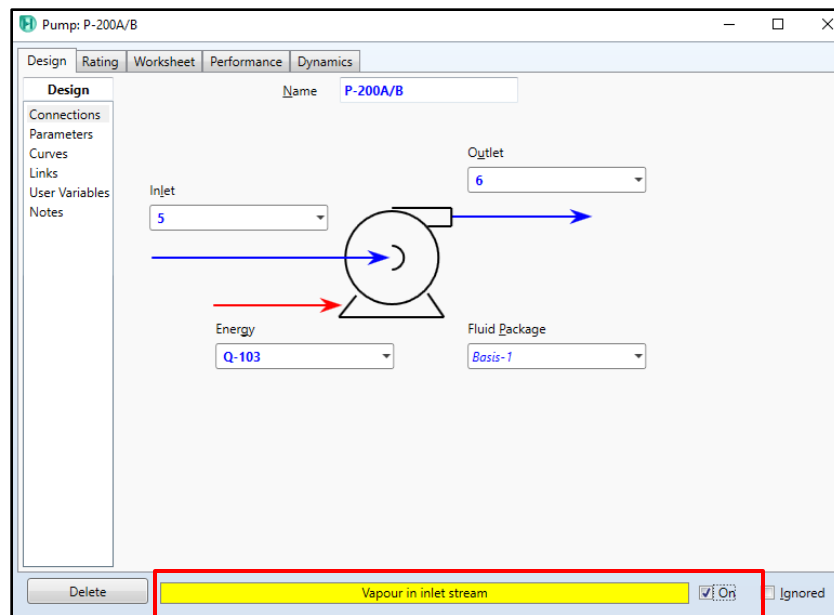 Pump: P-200A/B
Design Rating Worksheet Performance Dynamics
Design
Connections
Parameters
Curves
Links
User Variables
Notes
Name P-200A/B
Outlet
6
Inlet
5
Energy
Q-103
Fluid Package
Basis-1
Delete Vapour in inlet stream On Ignored